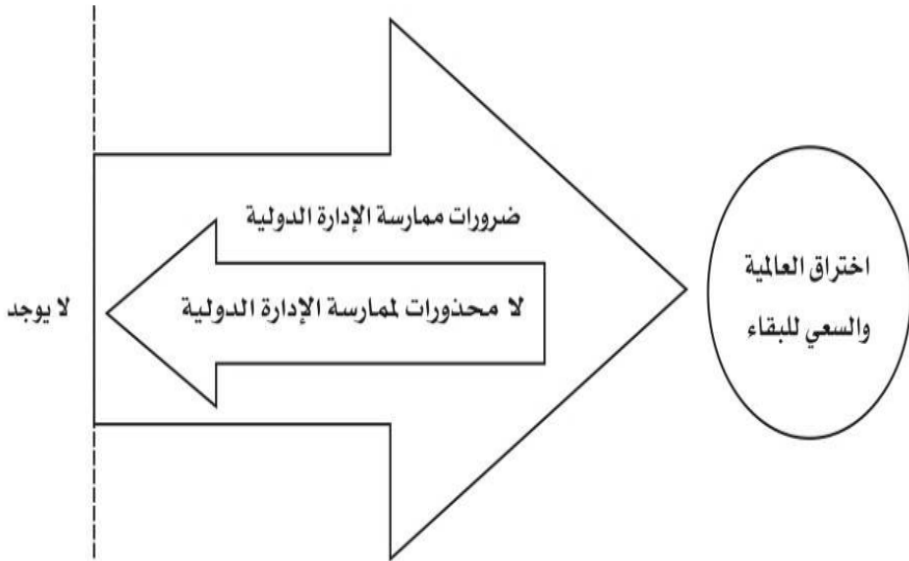 ضرورات ممارسة الإدارة الدولية
اختراق العالمية
والسعي للبقاء
لا محذورات لممارسة الإدارة الدولية
لا يوجد